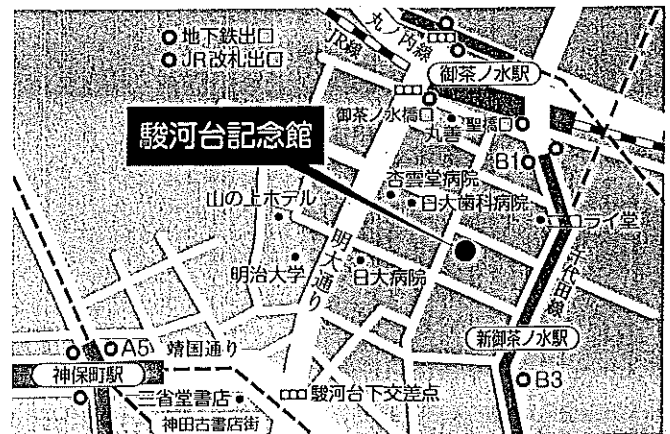 地下鉄出口
JR改札出口
丸ノ内線
JR線
御茶ノ水駅
御茶ノ水橋口
丸善
聖橋口
駿河台記念館
B1
杏雲堂病院
日大歯科病院
山の上ホテル
ニコライ堂
明大通り
明治大学
日大病院
千代田線
新御茶ノ水駅
A5
靖国通り
神保町駅
B3
三省堂書店
駿河台下交差点
神田古書店街